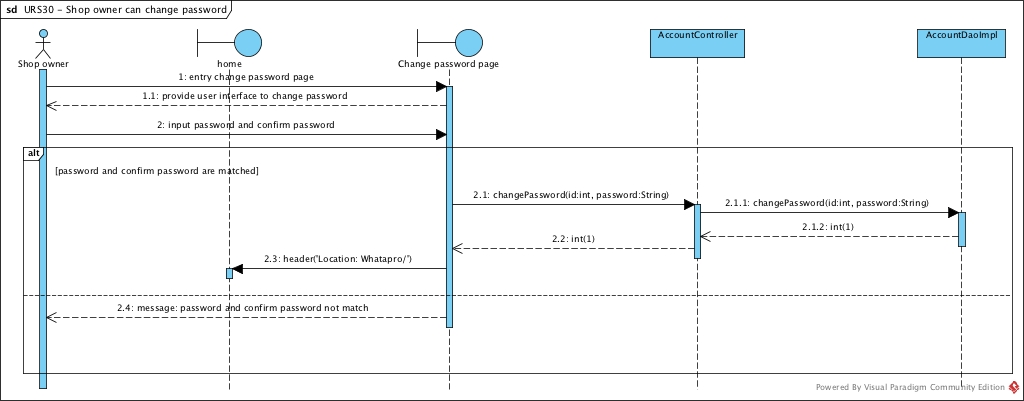 sd URS30 - Shop owner can change password
AccountController
AccountDaoImpl
Shop owner
home
Change password page
1: entry change password page
1.1: provide user interface to change password
2: input password and confirm password
alt
[password and confirm password are matched]
2.1: changePassword(id:int, password:String)
2.1.1: changePassword(id:int, password:String)
2.1.2: int(1)
2.2: int(1)
2.3: header('Location: Whatapro/')
2.4: message: password and confirm password not match
Powered By Visual Paradigm Community Edition